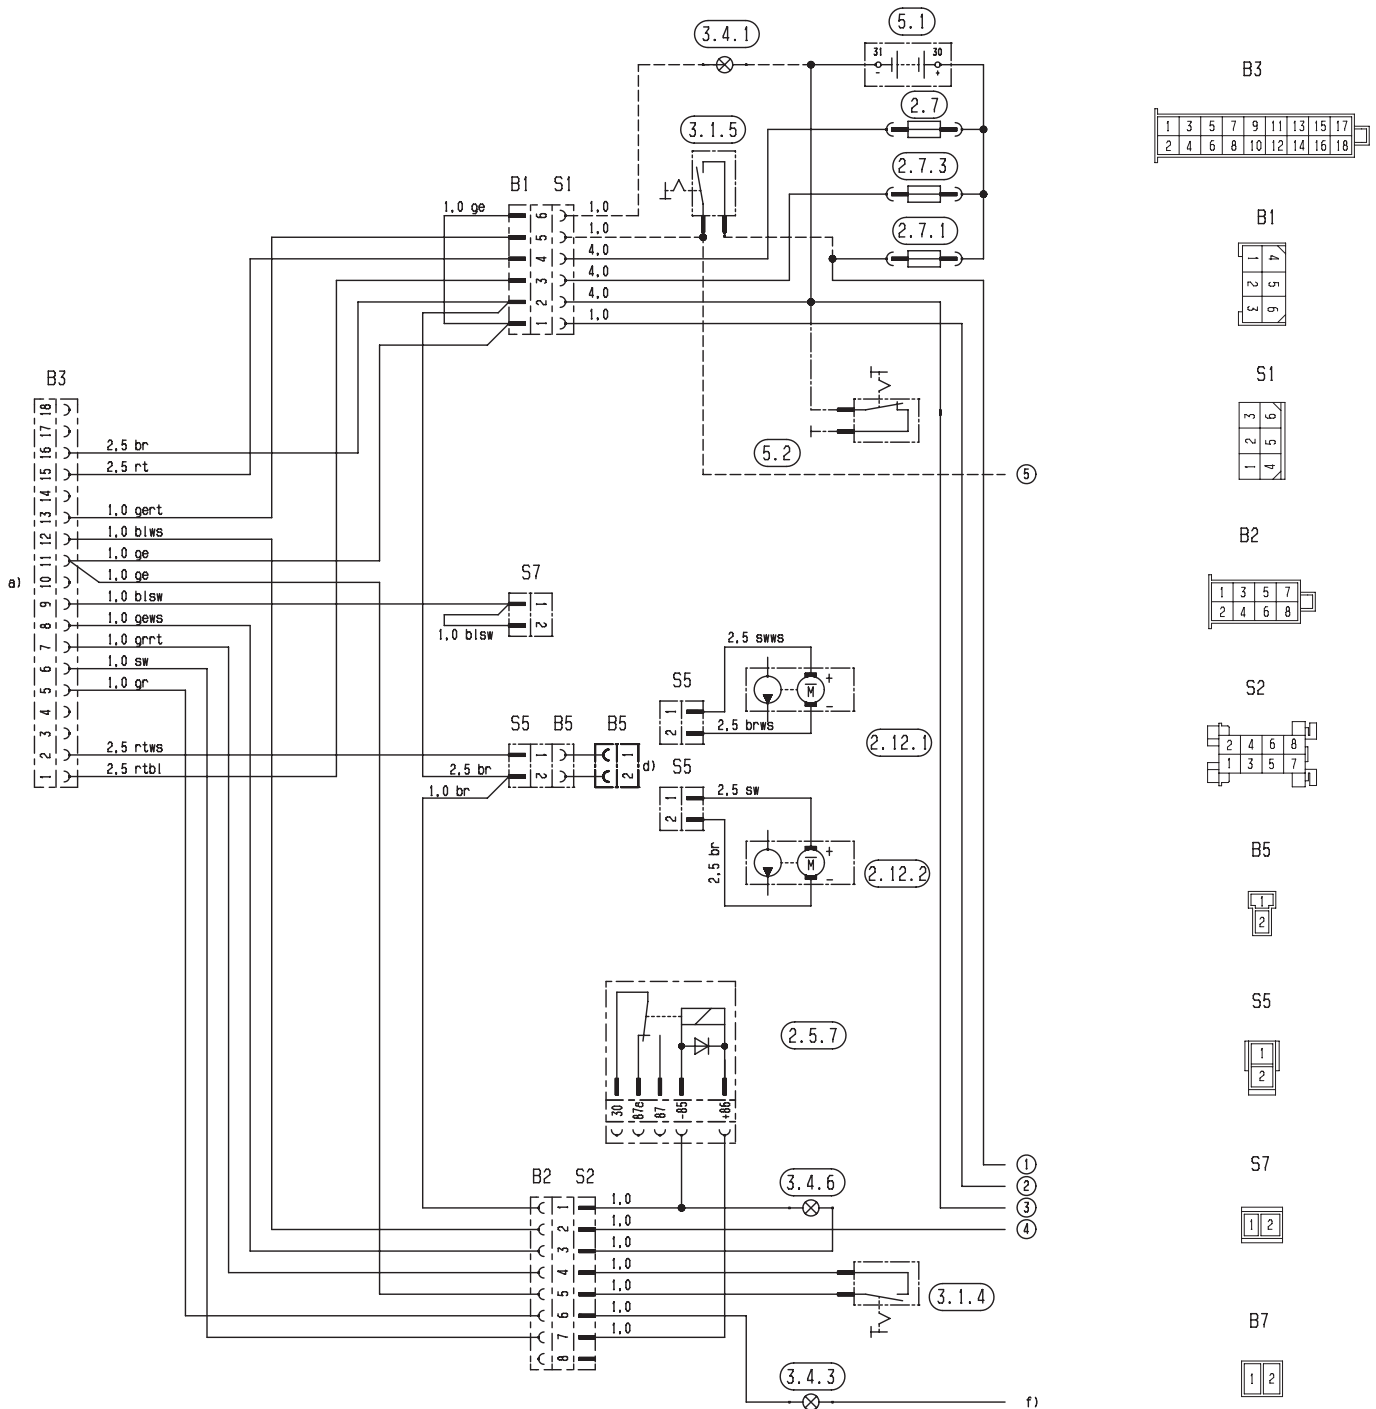 5.1
3.4.1
31 30
- +
B3
2.7
3.1.5
1 3 5 7 9 11 13 15 17
2 4 6 8 10 12 14 16 18
2.7.3
B1 S1
1,0 ge
6
1,0
B1
5
1,0
2.7.1
4
4,0
1 4
3
4,0
2 5
2
4,0
3 6
1
1,0
B3
S1
18
17
3 6
16
2,5 br
2 5
15
2,5 rt
5.2
1 4
5
14
13
1,0 gert
12
1,0 blws
B2
11
1,0 ge
a)
10
1,0 ge
S7
9
1,0 blsw
1
1 3 5 7
8
1,0 gews
2
2 4 6 8
1,0 blsw
7
1,0 grrt
2,5 swws
6
1,0 sw
5
1,0 gr
S5
M
+
-
S2
4
1
3
2
2,5 brws
S5 B5 B5
2.12.1
2 4 6 8
1 3 5 7
2
2,5 rtws
1
1
1
2,5 rtbl
2,5 br
2
2
d)
S5
1,0 br
1
2,5 sw
2
2,5 br
M
+
-
2.12.2
B5
1
2
2.5.7
S5
1
2
30 87a 87 -85 +86
B2 S2
3.4.6
1
2
3
4
S7
1 2
1
1,0
2
1,0
3
1,0
4
1,0
5
1,0
3.1.4
6
1,0
7
1,0
8
B7
1 2
3.4.3
f)